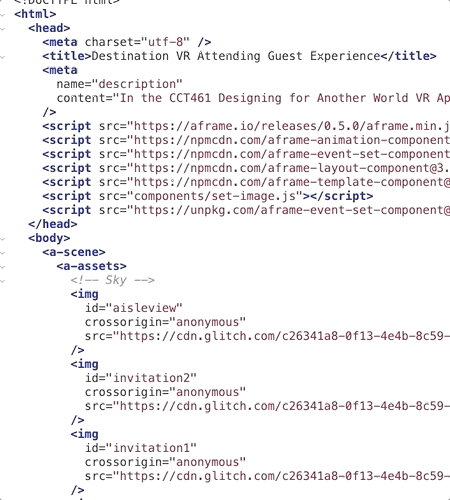 <!DOCTYPE html>
<html>
<head>
<meta charset="utf-8" />
<title>Destination VR Attending Guest Experience</title>
<meta
name="description"
content="In the CCT461 Designing for Another World VR Ap
/>
<script src="https://aframe.io/releases/0.5.0/aframe.min.j
<script src="https://npmcdn.com/aframe-animation-component
<script src="https://npmcdn.com/aframe-event-set-component
<script src="https://npmcdn.com/aframe-layout-component@3.
<script src="https://npmcdn.com/aframe-template-component@
<script src="components/set-image.js"></script>
<script src="https://unpkg.com/aframe-event-set-component@
</head>
<body>
<a-scene>
<a-assets>
<!-- Sky -->
<img
id="aisleview"
crossorigin="anonymous"
src="https://cdn.glitch.com/c26341a8-0f13-4e4b-8c59-
/>
<img
id="invitation2"
crossorigin="anonymous"
src="https://cdn.glitch.com/c26341a8-0f13-4e4b-8c59-
/>
<img
id="invitation1"
crossorigin="anonymous"
src="https://cdn.glitch.com/c26341a8-0f13-4e4b-8c59-
/>